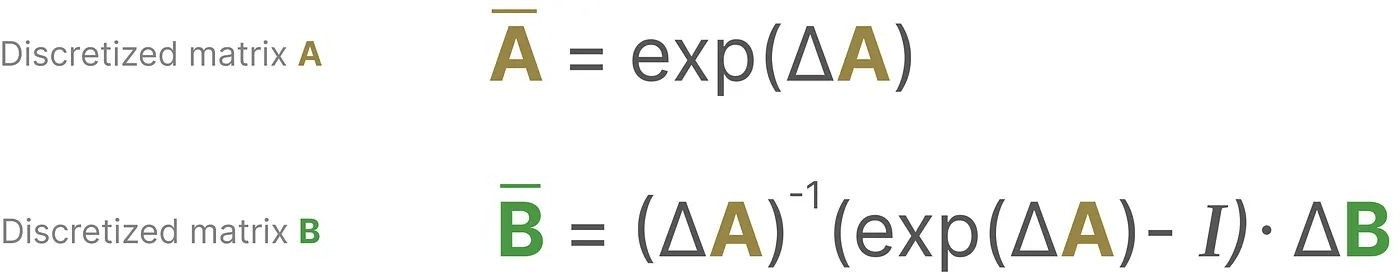 Discretized matrix A A̅ = exp(ΔA)
Discretized matrix B B̅ = (ΔA)⁻¹(exp(ΔA)- I)· ΔB